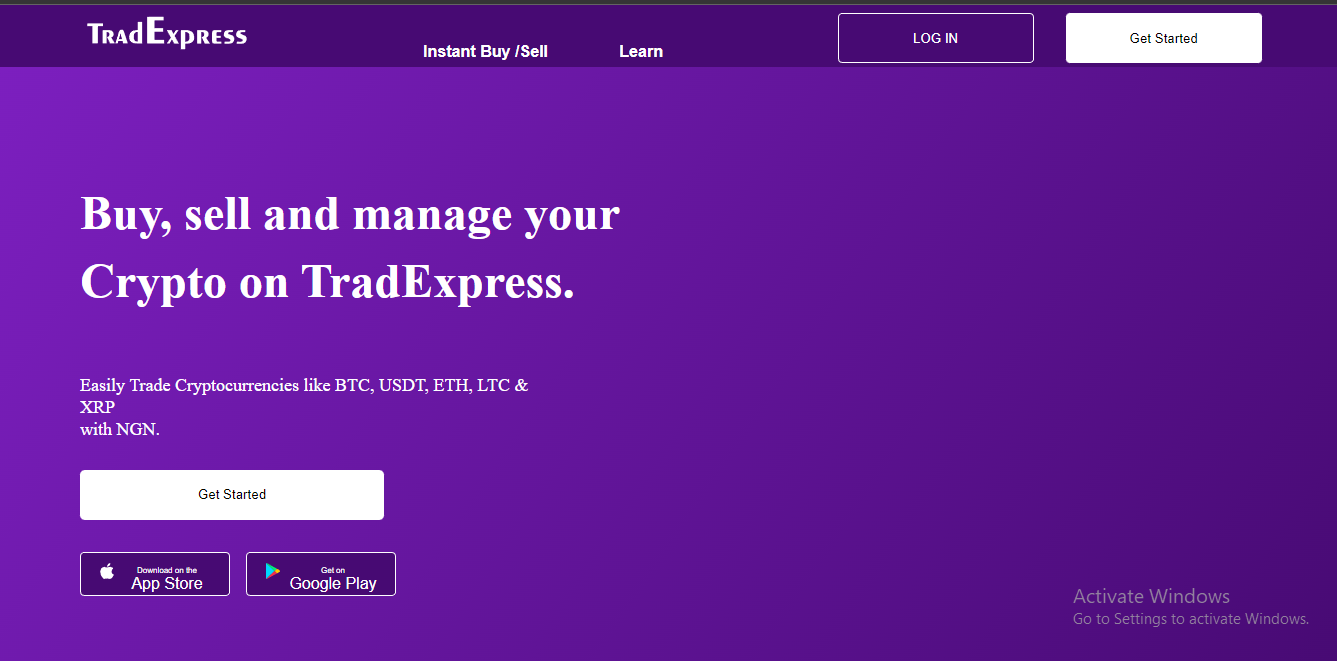 TradExpress
Instant Buy /Sell
Learn
LOG IN
Get Started
Buy, sell and manage your
Crypto on TradExpress.
Easily Trade Cryptocurrencies like BTC, USDT, ETH, LTC &
XRP
with NGN.
Get Started
Download on the
App Store
Get on
Google Play
Activate Windows
Go to Settings to activate Windows.